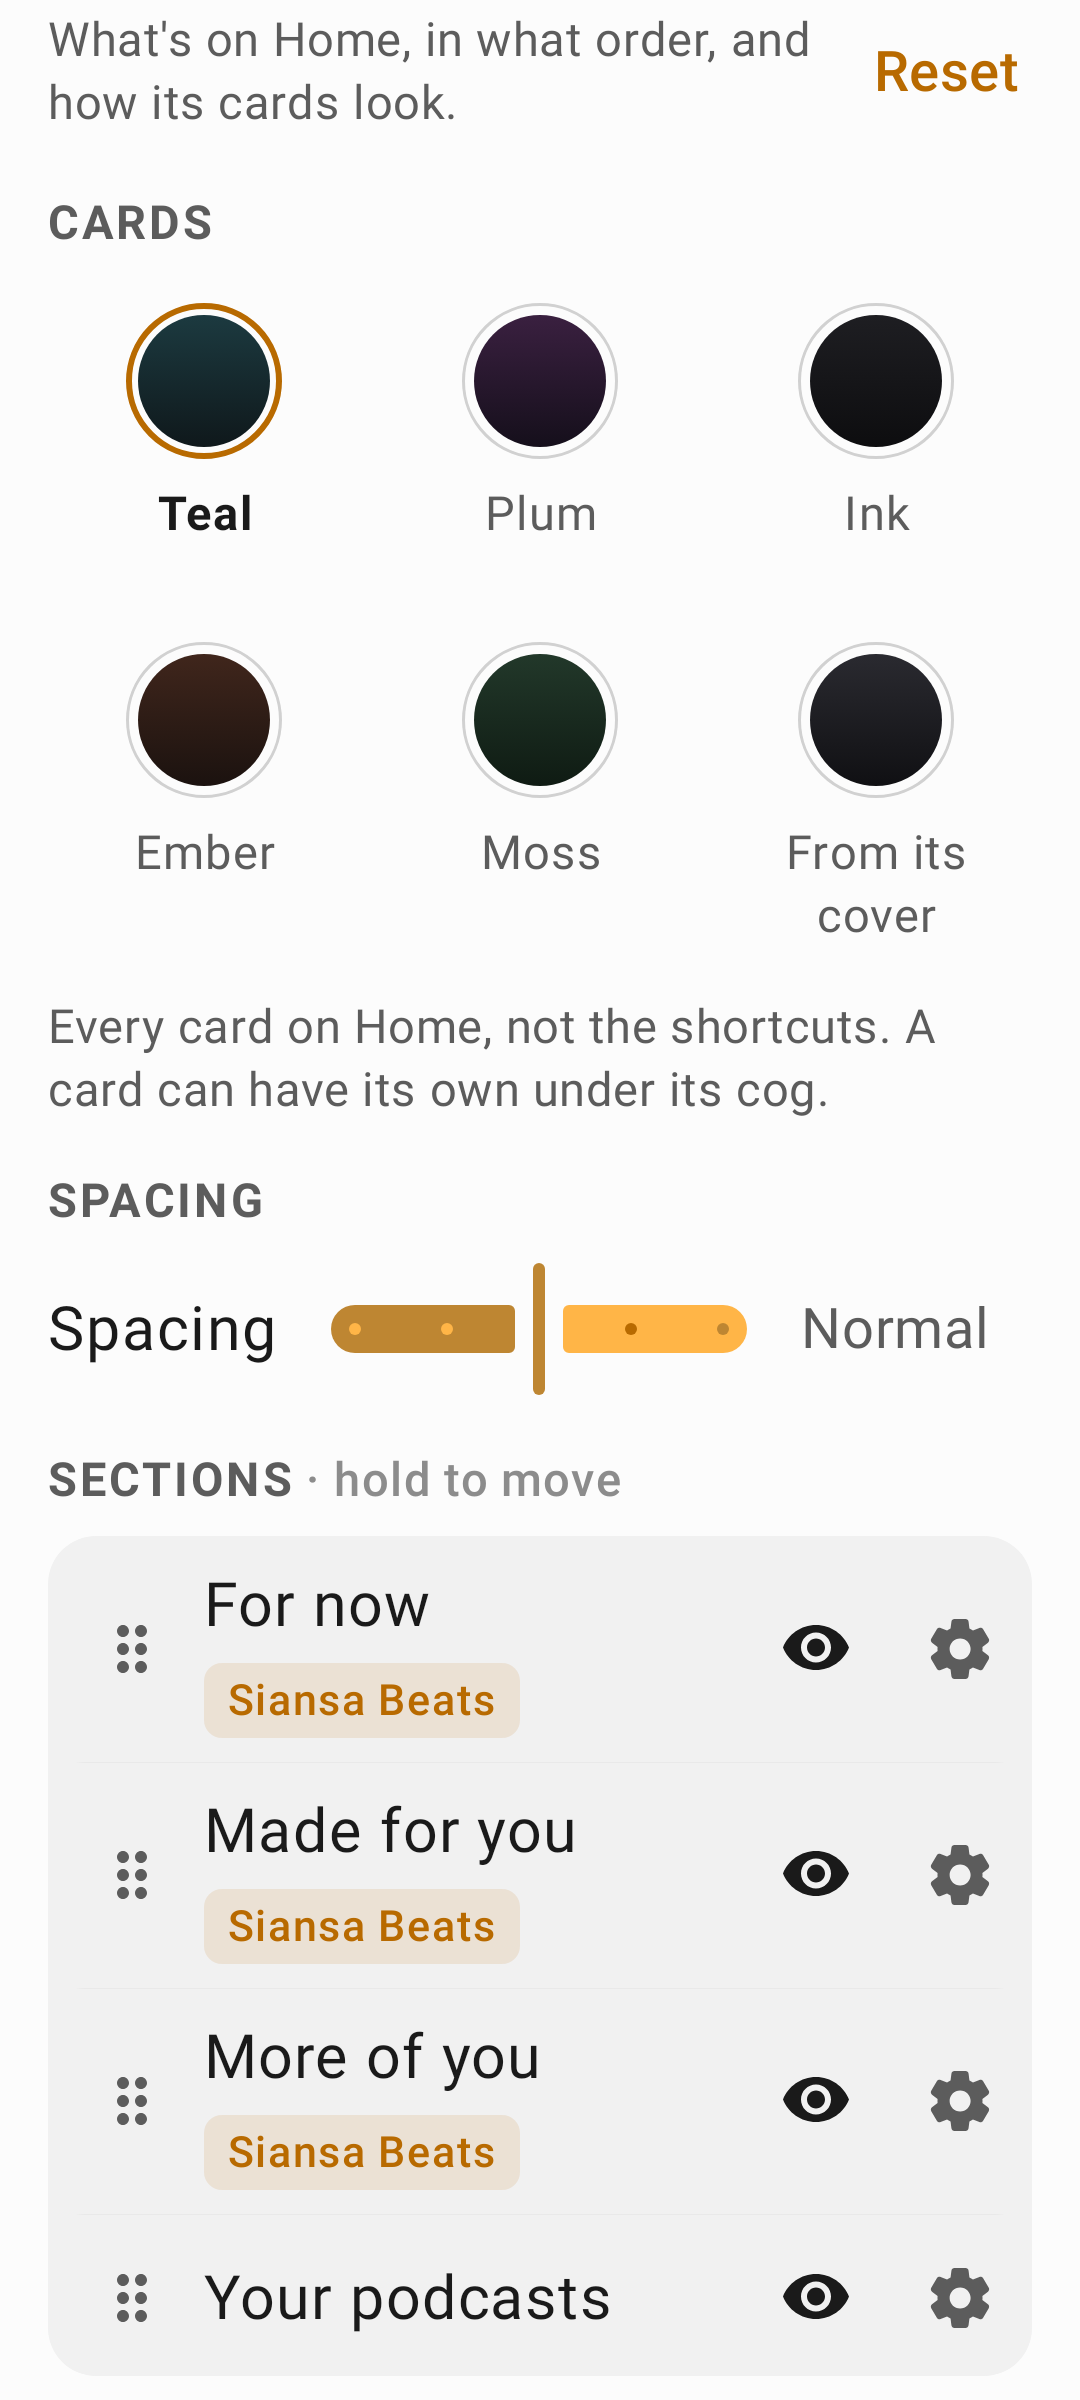 What's on Home, in what order, and
how its cards look.
Reset
CARDS
Teal
Plum
Ink
Ember
Moss
From its
cover
Every card on Home, not the shortcuts. A
card can have its own under its cog.
SPACING
Spacing
Normal
SECTIONS · hold to move
For now
Siansa Beats
Made for you
Siansa Beats
More of you
Siansa Beats
Your podcasts